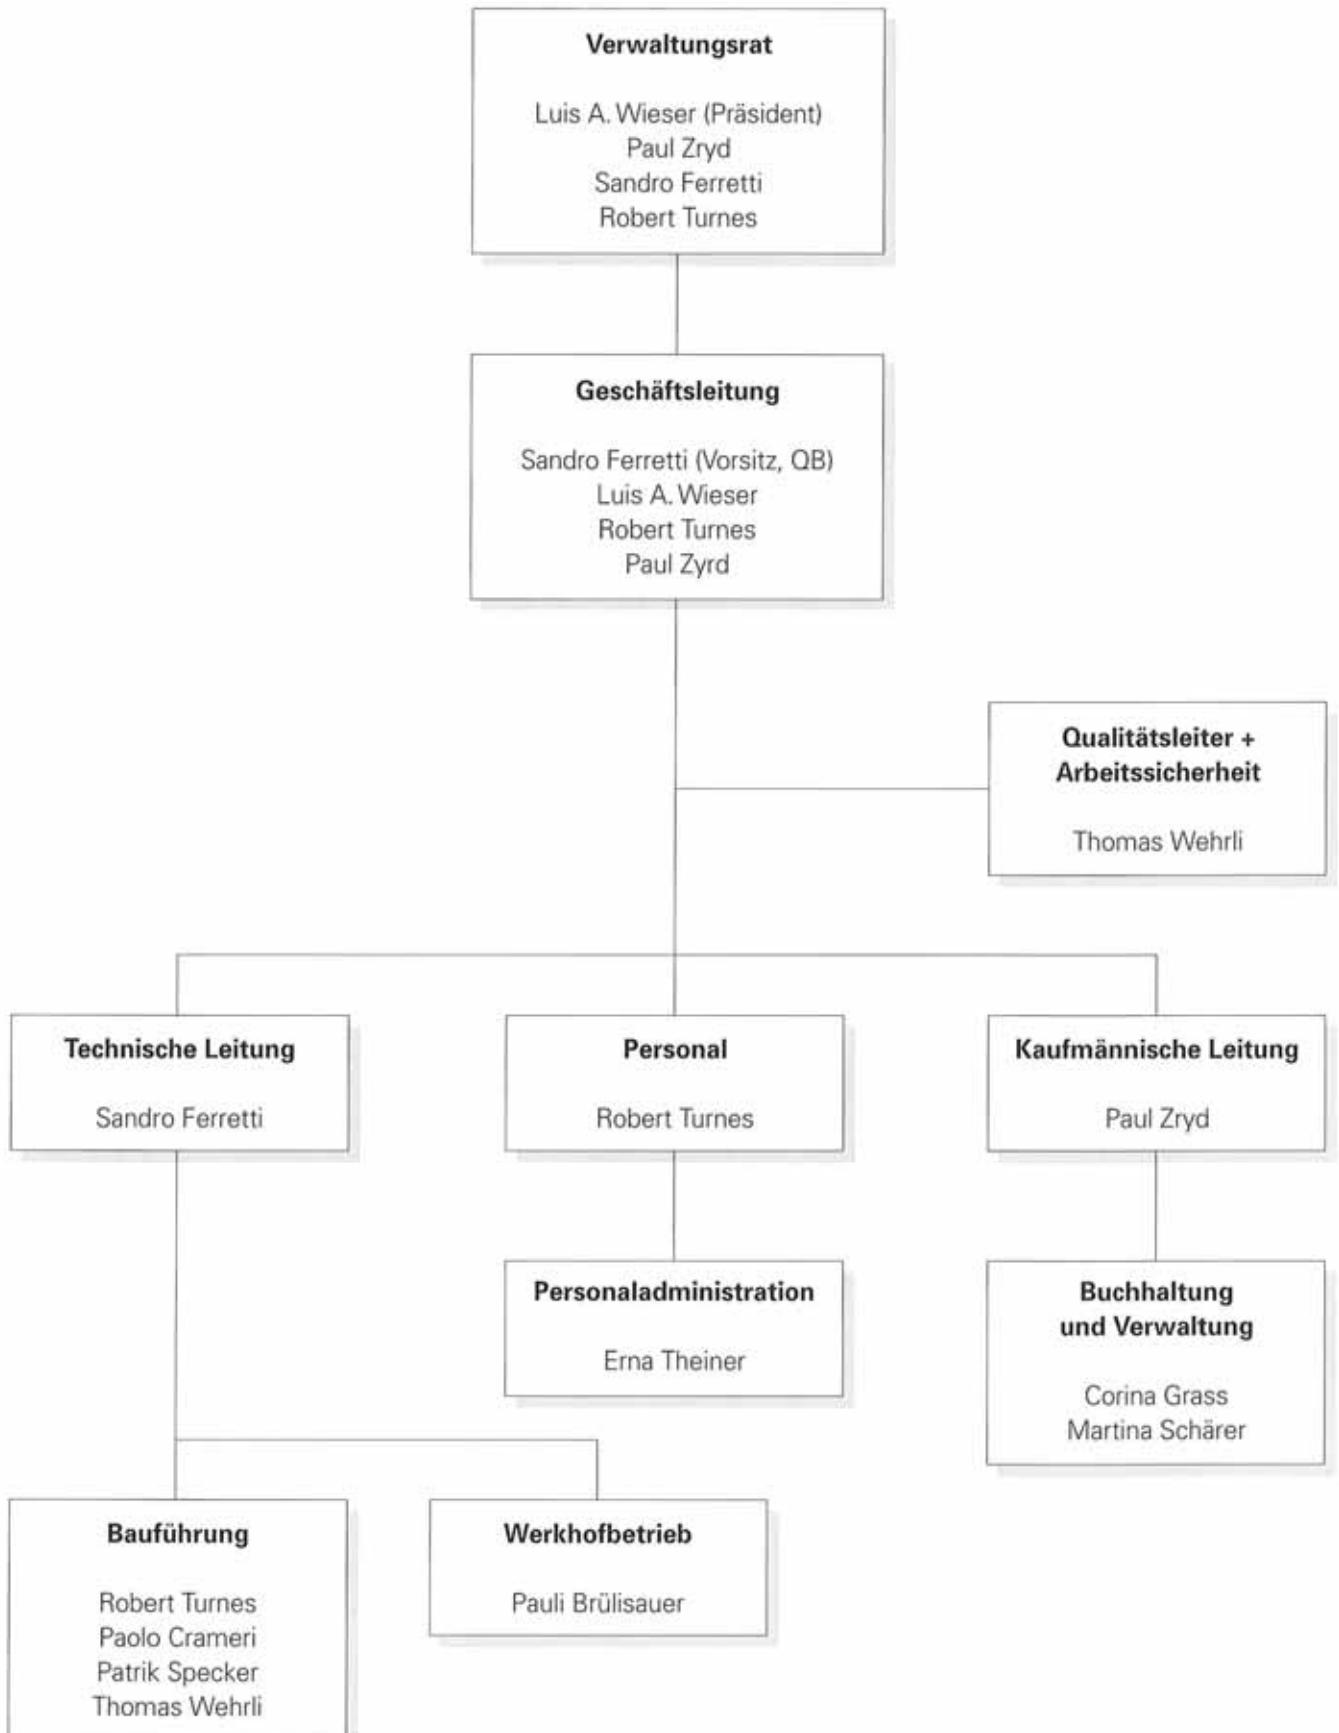 Verwaltungsrat
Luis A. Wieser (Präsident)
Paul Zryd
Sandro Ferretti
Robert Turnes
Geschäftsleitung
Sandro Ferretti (Vorsitz, QB)
Luis A. Wieser
Robert Turnes
Paul Zyrd
Qualitätsleiter +
Arbeitssicherheit
Thomas Wehrli
Technische Leitung
Sandro Ferretti
Personal
Robert Turnes
Kaufmännische Leitung
Paul Zryd
Personaladministration
Erna Theiner
Buchhaltung
und Verwaltung
Corina Grass
Martina Schärer
Bauführung
Robert Turnes
Paolo Crameri
Patrik Specker
Thomas Wehrli
Werkhofbetrieb
Pauli Brülisauer